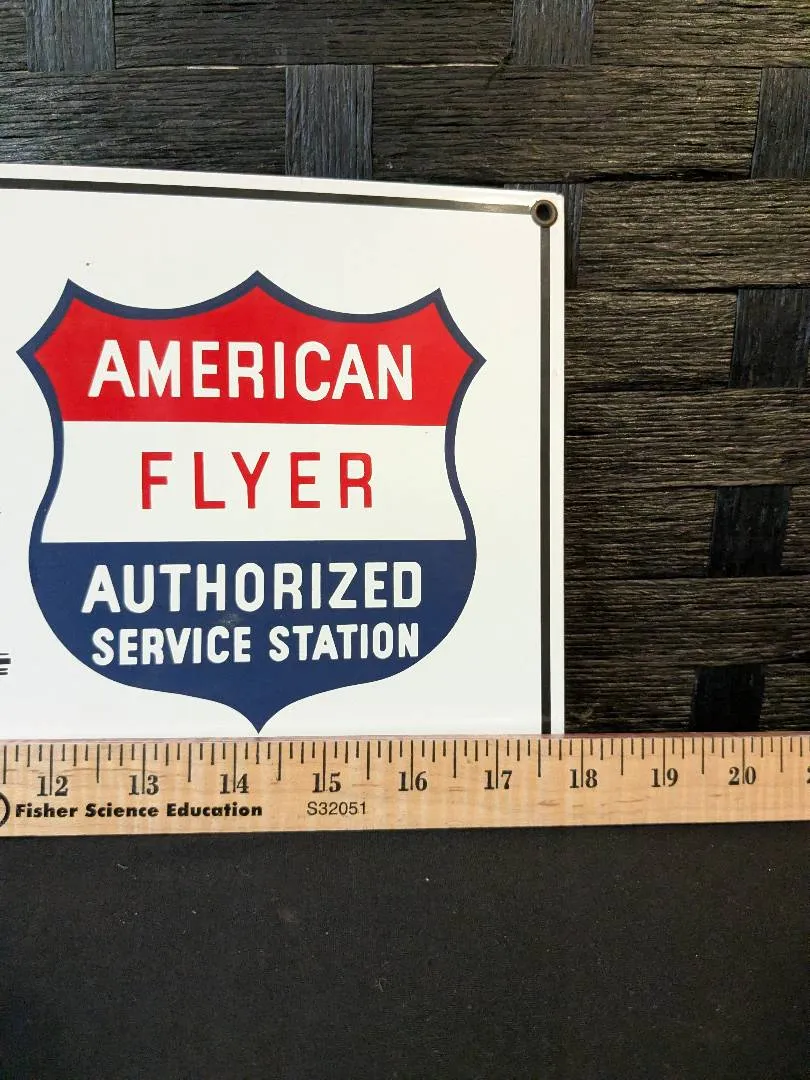 AMERICAN
FLYER
AUTHORIZED
SERVICE STATION
12 13 14 15 16 17 18 19 20
Fisher Science Education S32051